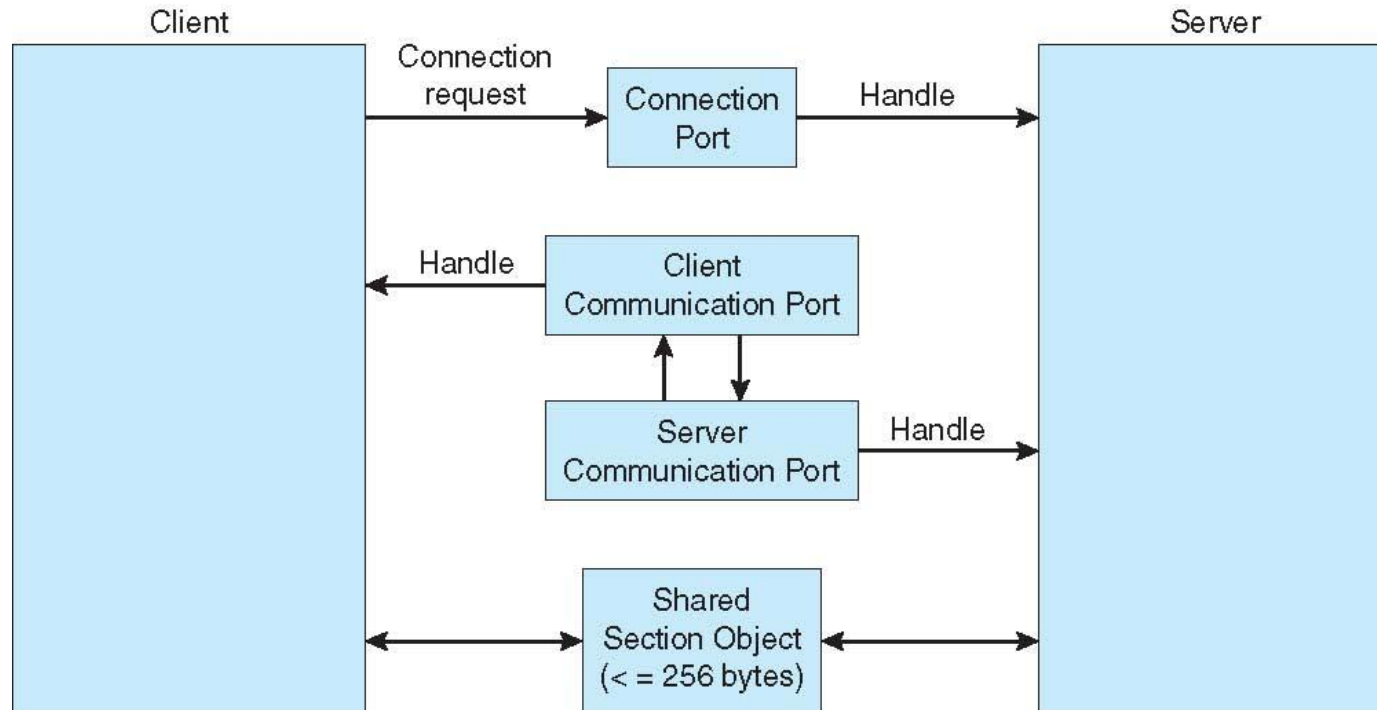 Client
Server
Connection
request
Connection
Port
Handle
Handle
Client
Communication Port
Server
Communication Port
Handle
Shared
Section Object
(< = 256 bytes)